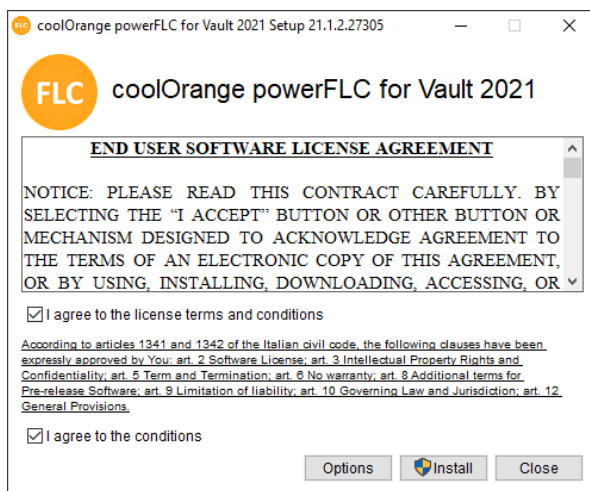 FLC coolOrange powerFLC for Vault 2021 Setup 21.1.2.27305
FLC coolOrange powerFLC for Vault 2021
END USER SOFTWARE LICENSE AGREEMENT
NOTICE: PLEASE READ THIS CONTRACT CAREFULLY. BY
SELECTING THE “I ACCEPT” BUTTON OR OTHER BUTTON OR
MECHANISM DESIGNED TO ACKNOWLEDGE AGREEMENT TO
THE TERMS OF AN ELECTRONIC COPY OF THIS AGREEMENT,
OR BY USING, INSTALLING, DOWNLOADING, ACCESSING, OR
I agree to the license terms and conditions
According to articles 1341 and 1342 of the Italian civil code, the following clauses have been
expressly approved by You: art. 2 Software License; art. 3 Intellectual Property Rights and
Confidentiality; art. 5 Term and Termination; art. 6 No warranty; art. 8 Additional terms for
Pre-release Software; art. 9 Limitation of liability; art. 10 Governing Law and Jurisdiction; art. 12
General Provisions.
I agree to the conditions
Options Install Close